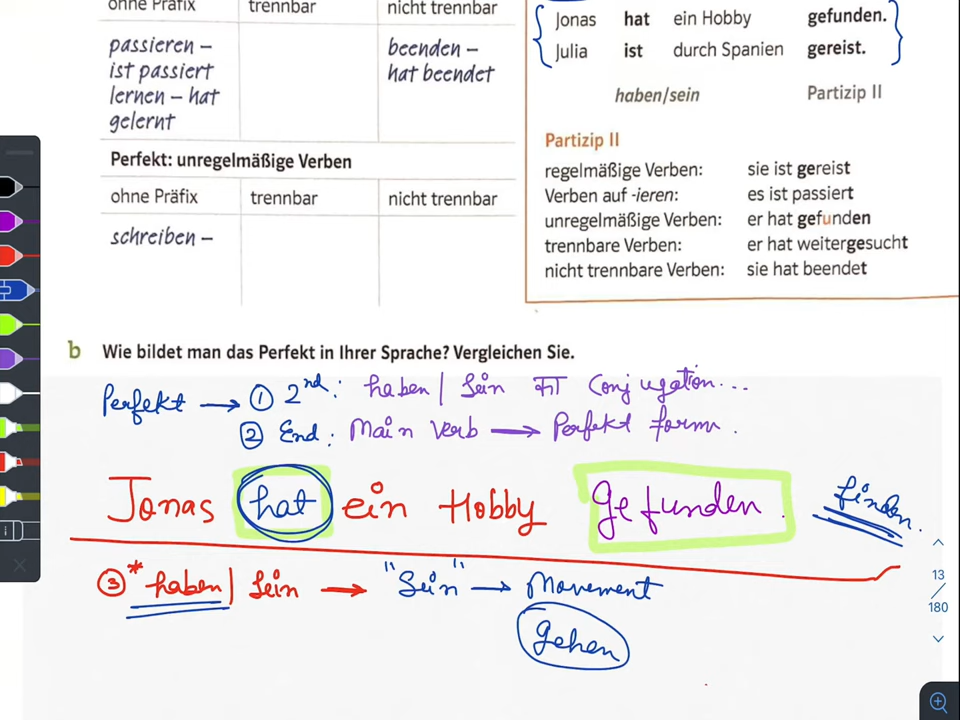 ohne Präfix trennbar nicht trennbar
passieren –
ist passiert
lernen – hat
gelernt
beenden –
hat beendet
Perfekt: unregelmäßige Verben
ohne Präfix trennbar nicht trennbar
schreiben –
Jonas hat ein Hobby gefunden.
Julia ist durch Spanien gereist.
haben/sein Partizip II
Partizip II
regelmäßige Verben: sie ist gereist
Verben auf -ieren: es ist passiert
unregelmäßige Verben: er hat gefunden
trennbare Verben: er hat weitergesucht
nicht trennbare Verben: sie hat beendet
b Wie bildet man das Perfekt in Ihrer Sprache? Vergleichen Sie.
Perfekt → ① 2nd: haben / Sein का Conjugation...
② End: Main Verb → Perfekt form.
Jonas hat ein Hobby gefunden. finden.
③ * haben / Sein → "Sein" → Movement
gehen
13
/
180